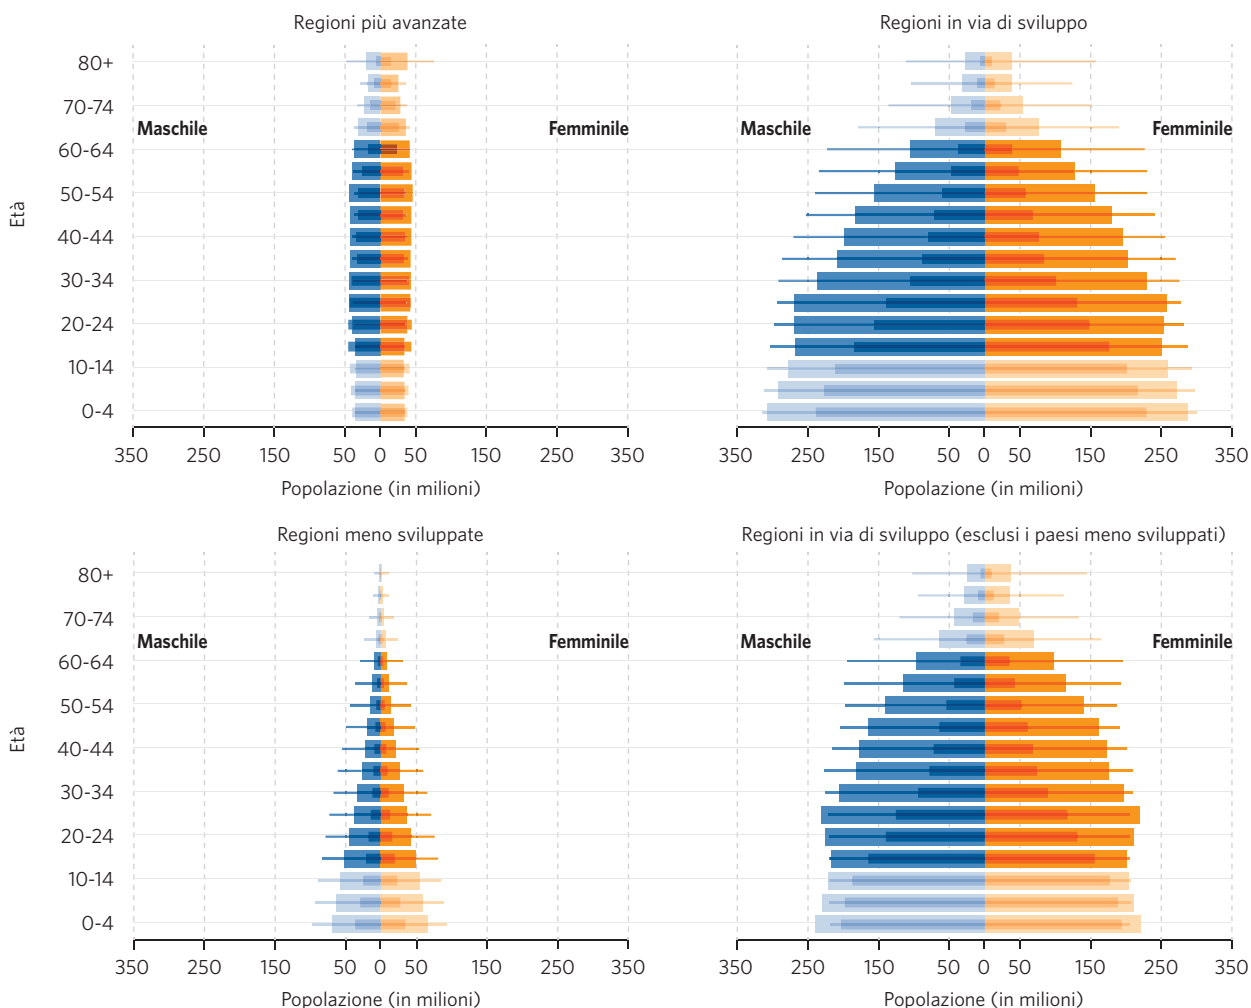 Regioni più avanzate
80+
70-74
Maschile
Femminile
60-64
50-54
Età
40-44
30-34
20-24
10-14
0-4
350 250 150 50 0 50 150 250 350
Popolazione (in milioni)
Regioni in via di sviluppo
Maschile
Femminile
350 250 150 50 0 50 150 250 350
Popolazione (in milioni)
Regioni meno sviluppate
80+
70-74
Maschile
Femminile
60-64
50-54
Età
40-44
30-34
20-24
10-14
0-4
350 250 150 50 0 50 150 250 350
Popolazione (in milioni)
Regioni in via di sviluppo (esclusi i paesi meno sviluppati)
Maschile
Femminile
350 250 150 50 0 50 150 250 350
Popolazione (in milioni)